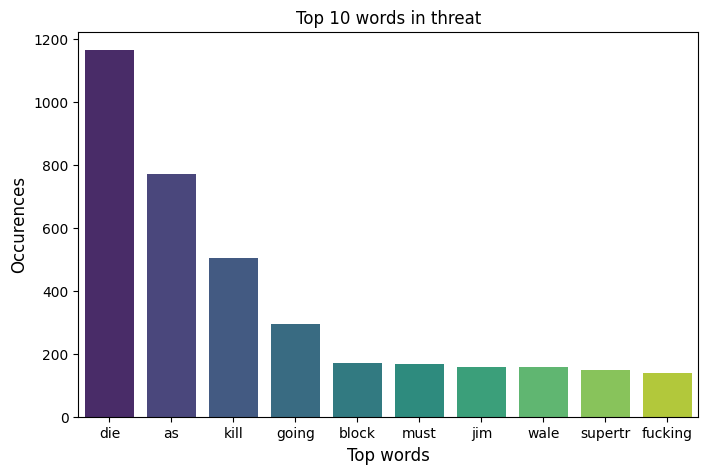 Top 10 words in threat
Occurences
1200
1000
800
600
400
200
0
die as kill going block must jim wale supertr fucking
Top words